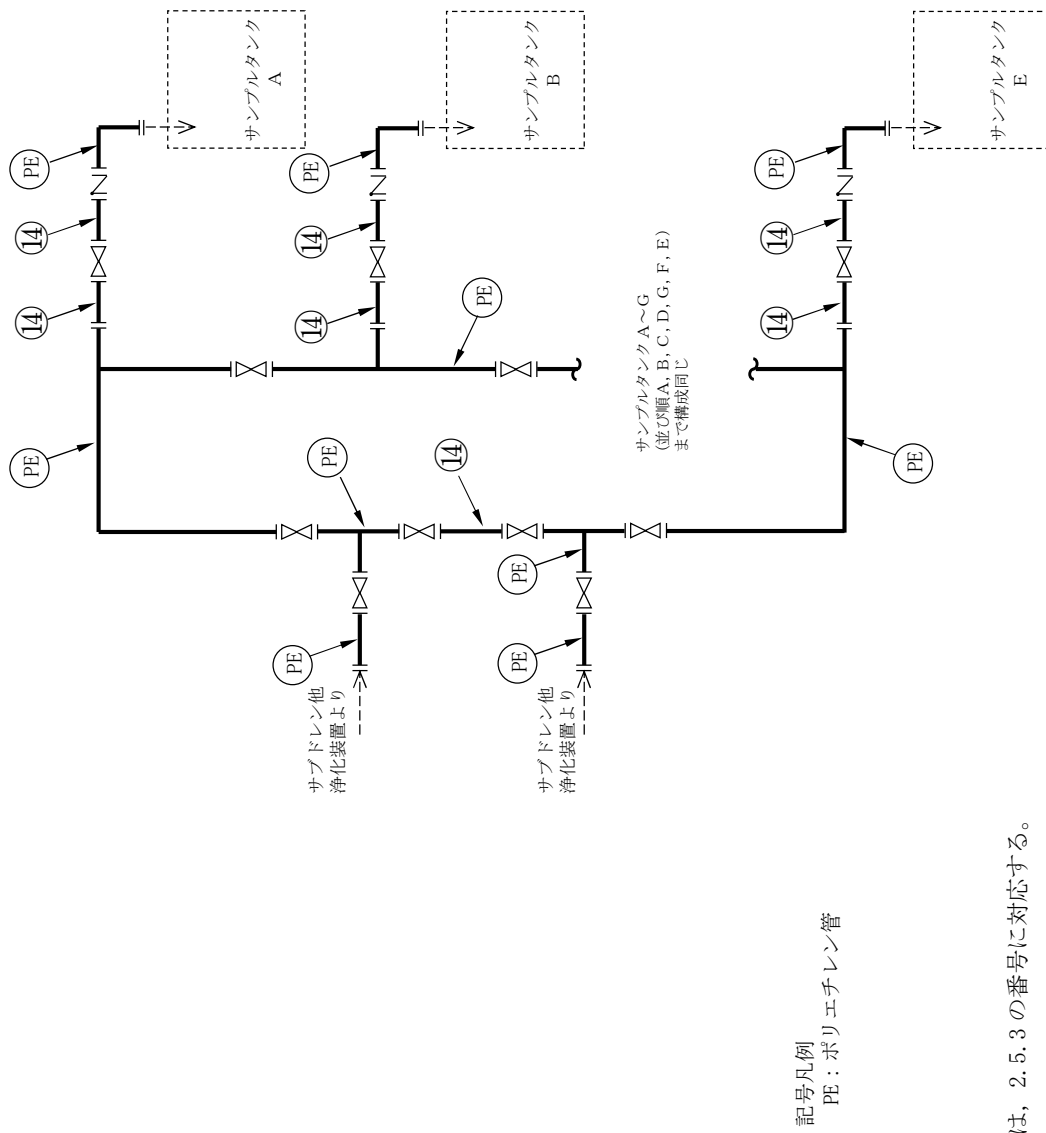 PE
⑭
⑭
PE
サンプルタンク
A
PE
⑭
⑭
PE
サンプルタンク
B
PE
⑭
PE
サブドレン他
浄化装置より
PE
PE
サブドレン他
浄化装置より
サンプルタンク A～G
(並び順A, B, C, D, G, F, E)
まで構成同じ
PE
⑭
⑭
PE
サンプルタンク
E
記号凡例
PE：ポリエチレン管
は, 2.5.3 の番号に対応する。